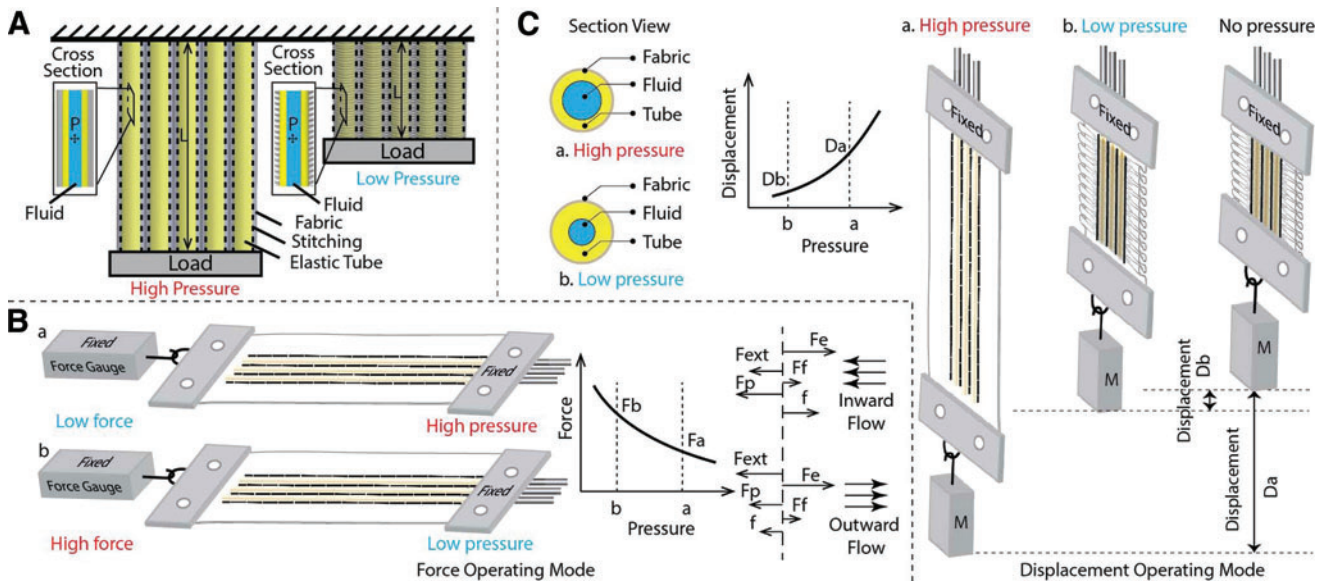 A
Cross
Section
P
Fluid
L
Load
High Pressure
Cross
Section
P
Fluid
Fabric
Stitching
Elastic Tube
L
Load
Low Pressure
C
Section View
Fabric
Fluid
Tube
a. High pressure
Fabric
Fluid
Tube
b. Low pressure
Displacement
Da
Db
b
a
Pressure
a. High pressure
b. Low pressure
No pressure
Fixed
Fixed
Fixed
M
M
M
Displacement
Db
Displacement
Da
Displacement Operating Mode
B
a
Fixed
Force Gauge
Low force
Fixed
High pressure
b
Fixed
Force Gauge
High force
Fixed
Low pressure
Force
Fb
Fa
b
a
Pressure
Fe
Fext
Ff
Fp
f
Inward
Flow
Fext
Fe
Fp
Ff
f
Outward
Flow
Force Operating Mode